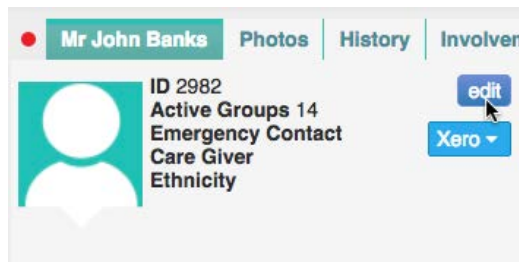 Mr John Banks Photos History Involver
ID 2982 edit
Active Groups 14
Emergency Contact Xero
Care Giver
Ethnicity